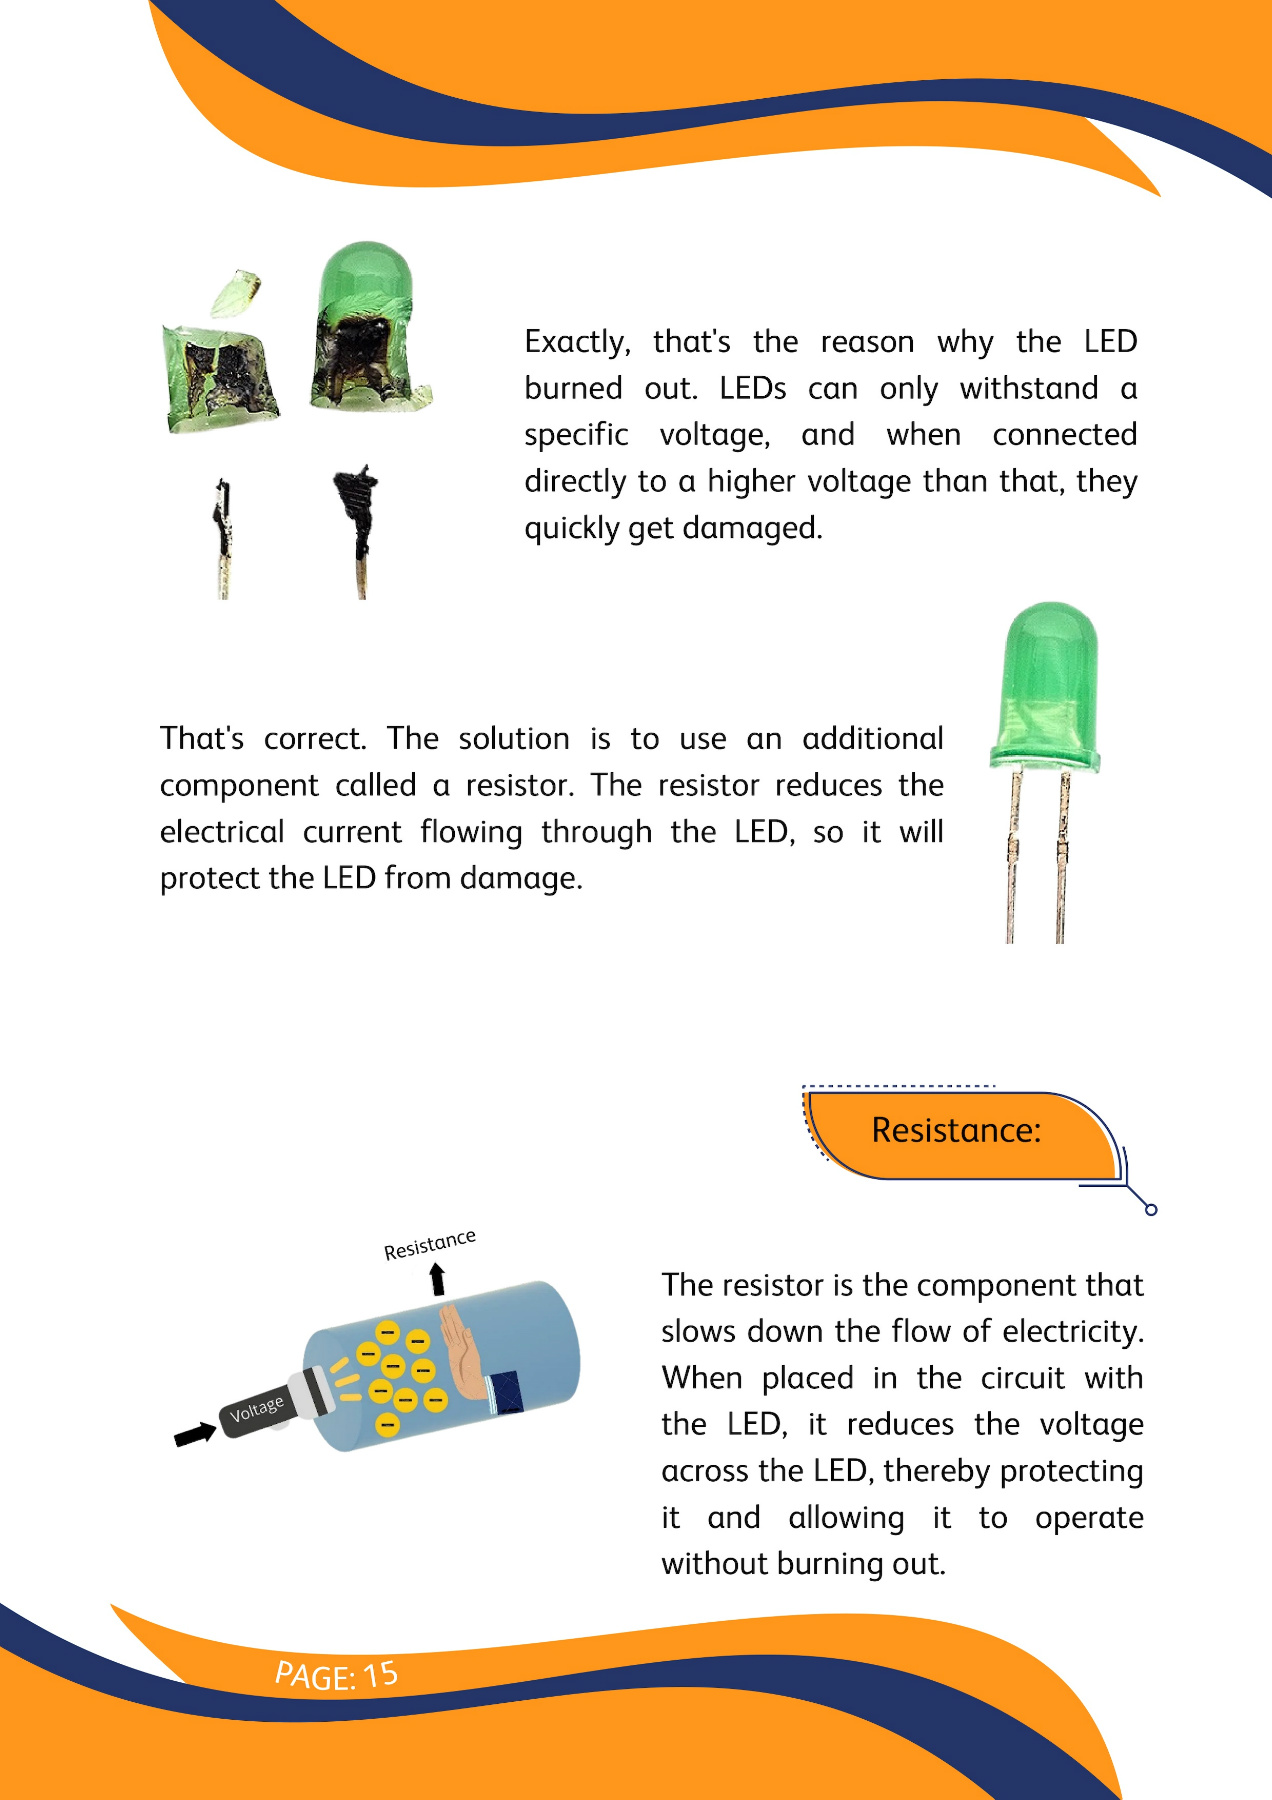 Exactly, that's the reason why the LED
burned out. LEDs can only withstand a
specific voltage, and when connected
directly to a higher voltage than that, they
quickly get damaged.
That's correct. The solution is to use an additional
component called a resistor. The resistor reduces the
electrical current flowing through the LED, so it will
protect the LED from damage.
Resistance:
Resistance
Voltage
The resistor is the component that
slows down the flow of electricity.
When placed in the circuit with
the LED, it reduces the voltage
across the LED, thereby protecting
it and allowing it to operate
without burning out.
PAGE: 15